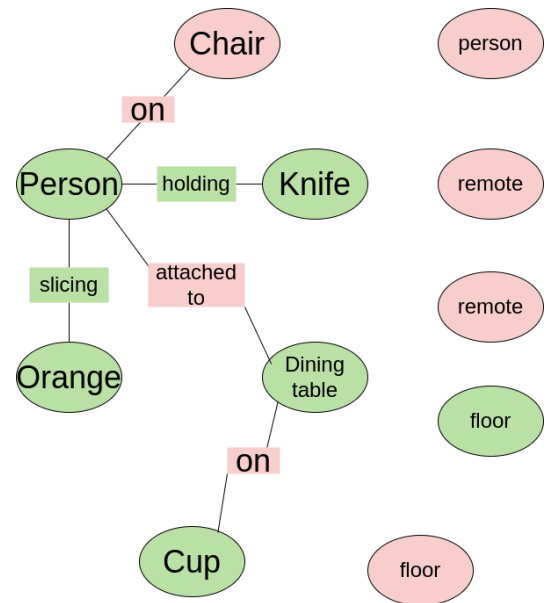 Chair
person
on
Person
holding
Knife
remote
slicing
attached
to
remote
Orange
Dining
table
floor
on
Cup
floor